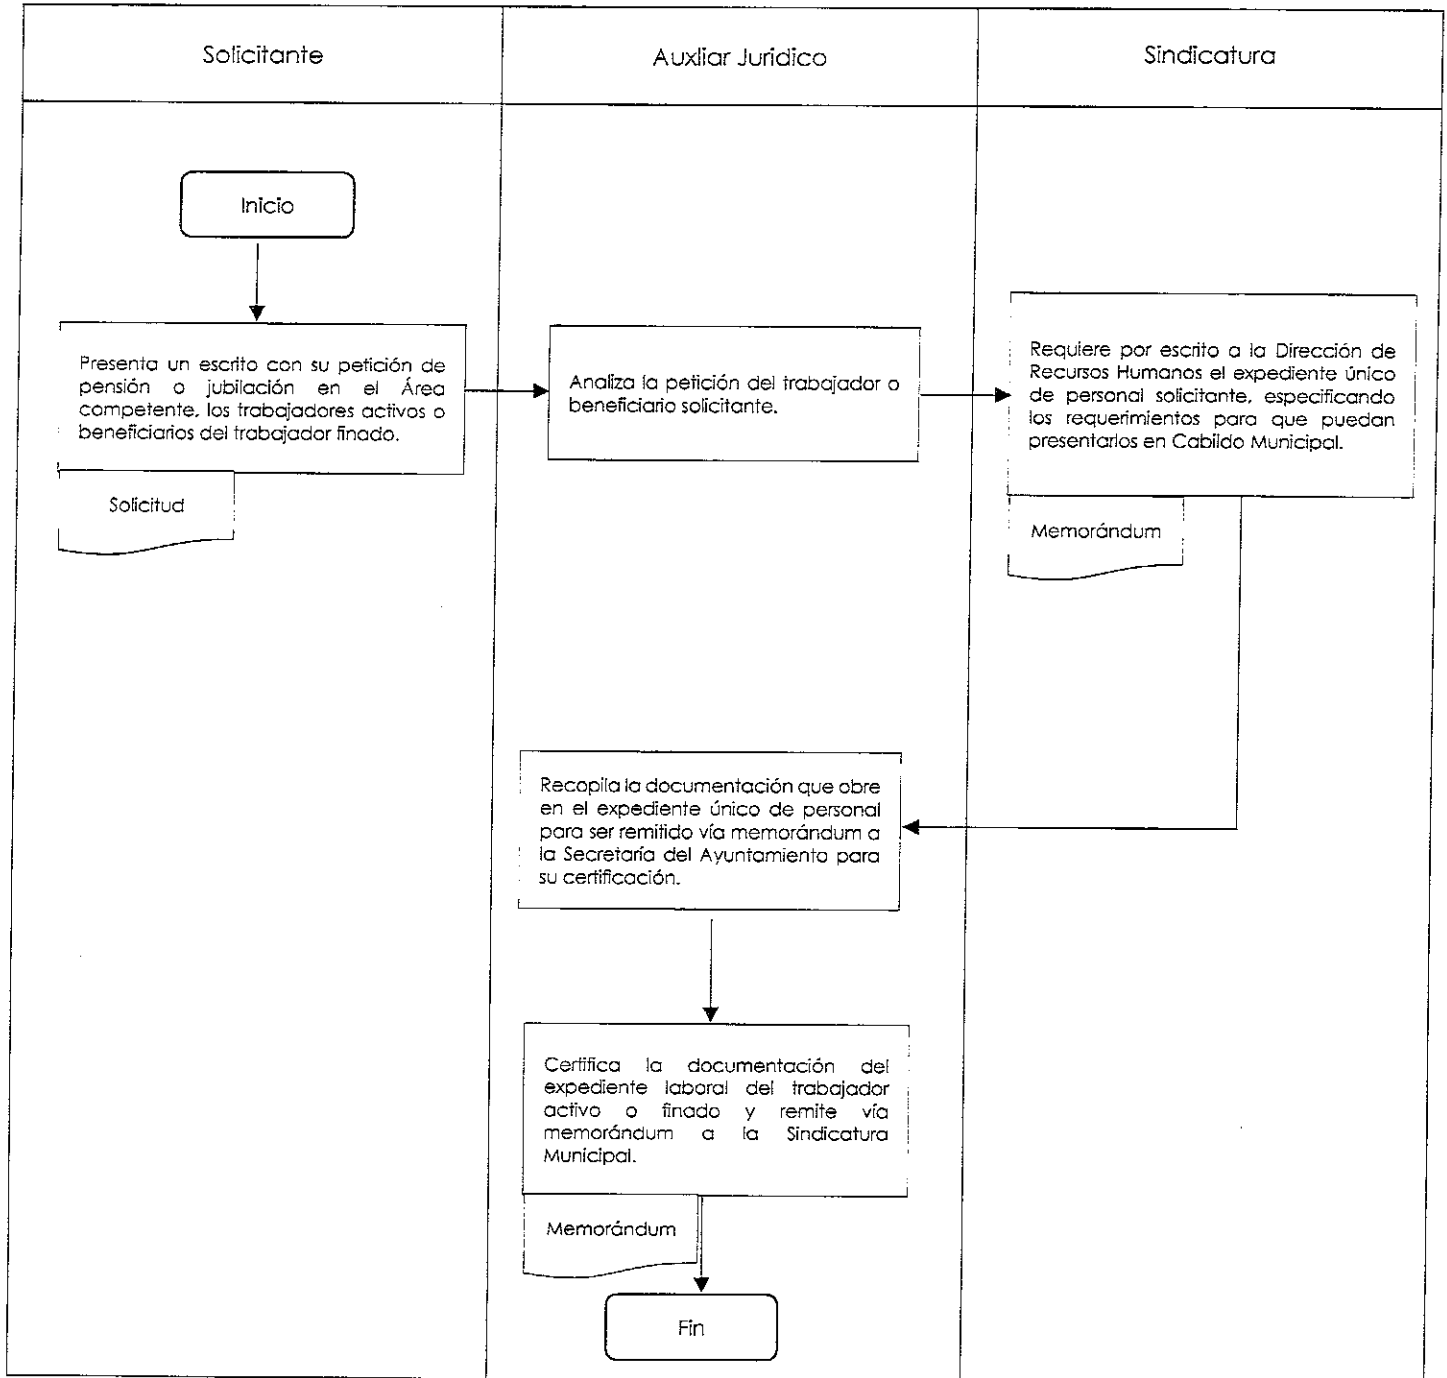 Solicitante
Auxliar Juridico
Sindicatura
Inicio
Presenta un escrito con su petición de
pensión o jubilación en el Área
competente, los trabajadores activos o
beneficiarios del trabajador finado.
Solicitud
Analiza la petición del trabajador o
beneficiario solicitante.
Requiere por escrito a la Dirección de
Recursos Humanos el expediente único
de personal solicitante, especificando
los requerimientos para que puedan
presentarlos en Cabildo Municipal.
Memorándum
Recopila la documentación que obre
en el expediente único de personal
para ser remitido vía memorándum a
la Secretaría del Ayuntamiento para
su certificación.
Certifica la documentación del
expediente laboral del trabajador
activo o finado y remite vía
memorándum a la Sindicatura
Municipal.
Memorándum
Fin